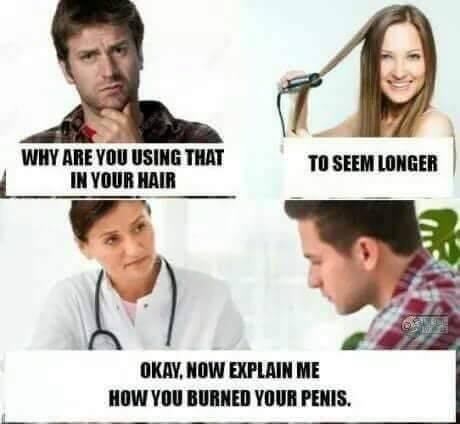 WHY ARE YOU USING THAT
IN YOUR HAIR
TO SEEM LONGER
OKAY, NOW EXPLAIN ME
HOW YOU BURNED YOUR PENIS.